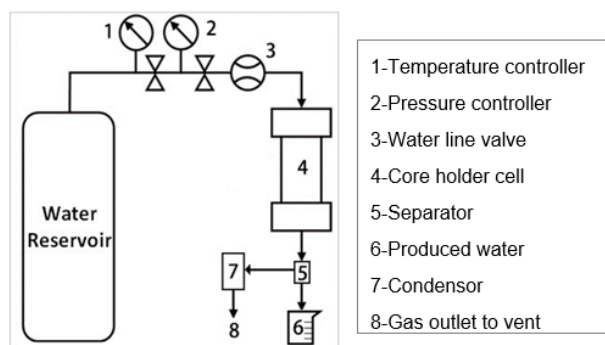 1
2
3
Water
Reservoir
4
5
7
8
6
1-Temperature controller
2-Pressure controller
3-Water line valve
4-Core holder cell
5-Separator
6-Produced water
7-Condensor
8-Gas outlet to vent